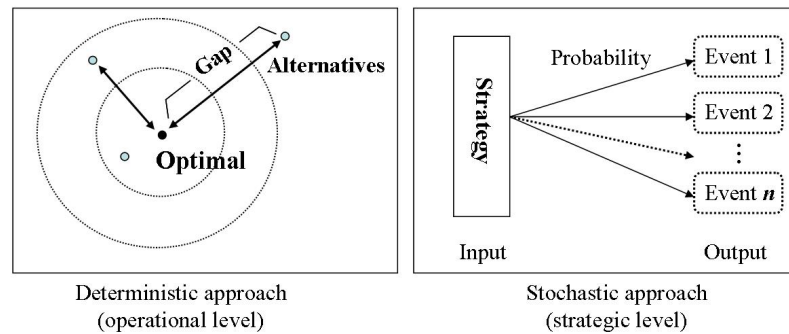 Gap
Alternatives
Optimal
Deterministic approach
(operational level)
Strategy
Probability
Event 1
Event 2
⋮
Event n
Input
Output
Stochastic approach
(strategic level)